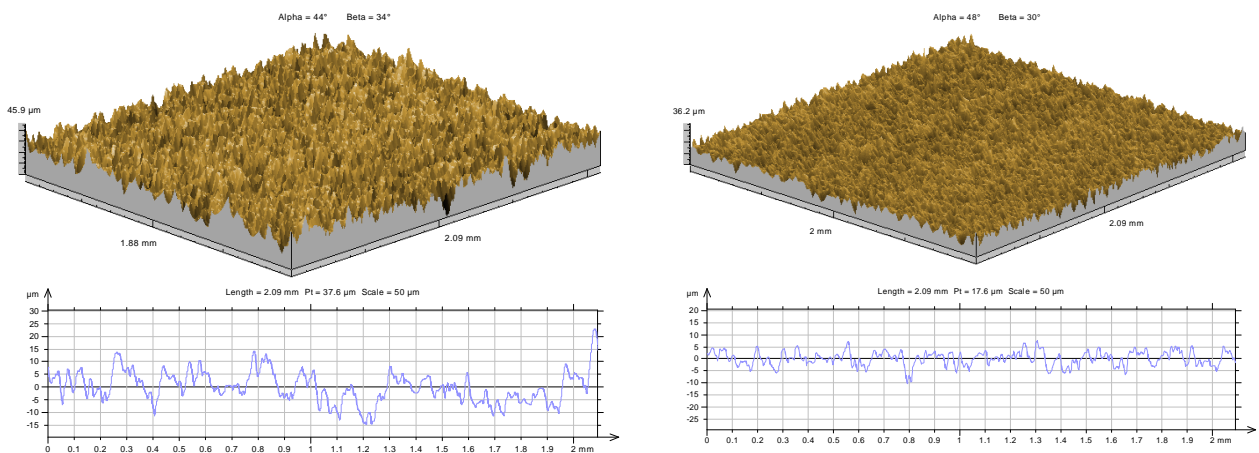 Alpha = 44° Beta = 34°
45.9 µm
1.88 mm
2.09 mm
Length = 2.09 mm Pt = 37.6 µm Scale = 50 µm
µm
30
25
20
15
10
5
0
-5
-10
-15
0 0.1 0.2 0.3 0.4 0.5 0.6 0.7 0.8 0.9 1 1.1 1.2 1.3 1.4 1.5 1.6 1.7 1.8 1.9 2 mm
Alpha = 48° Beta = 30°
36.2 µm
2 mm
2.09 mm
Length = 2.09 mm Pt = 17.6 µm Scale = 50 µm
µm
20
15
10
5
0
-5
-10
-15
-20
-25
0 0.1 0.2 0.3 0.4 0.5 0.6 0.7 0.8 0.9 1 1.1 1.2 1.3 1.4 1.5 1.6 1.7 1.8 1.9 2 mm